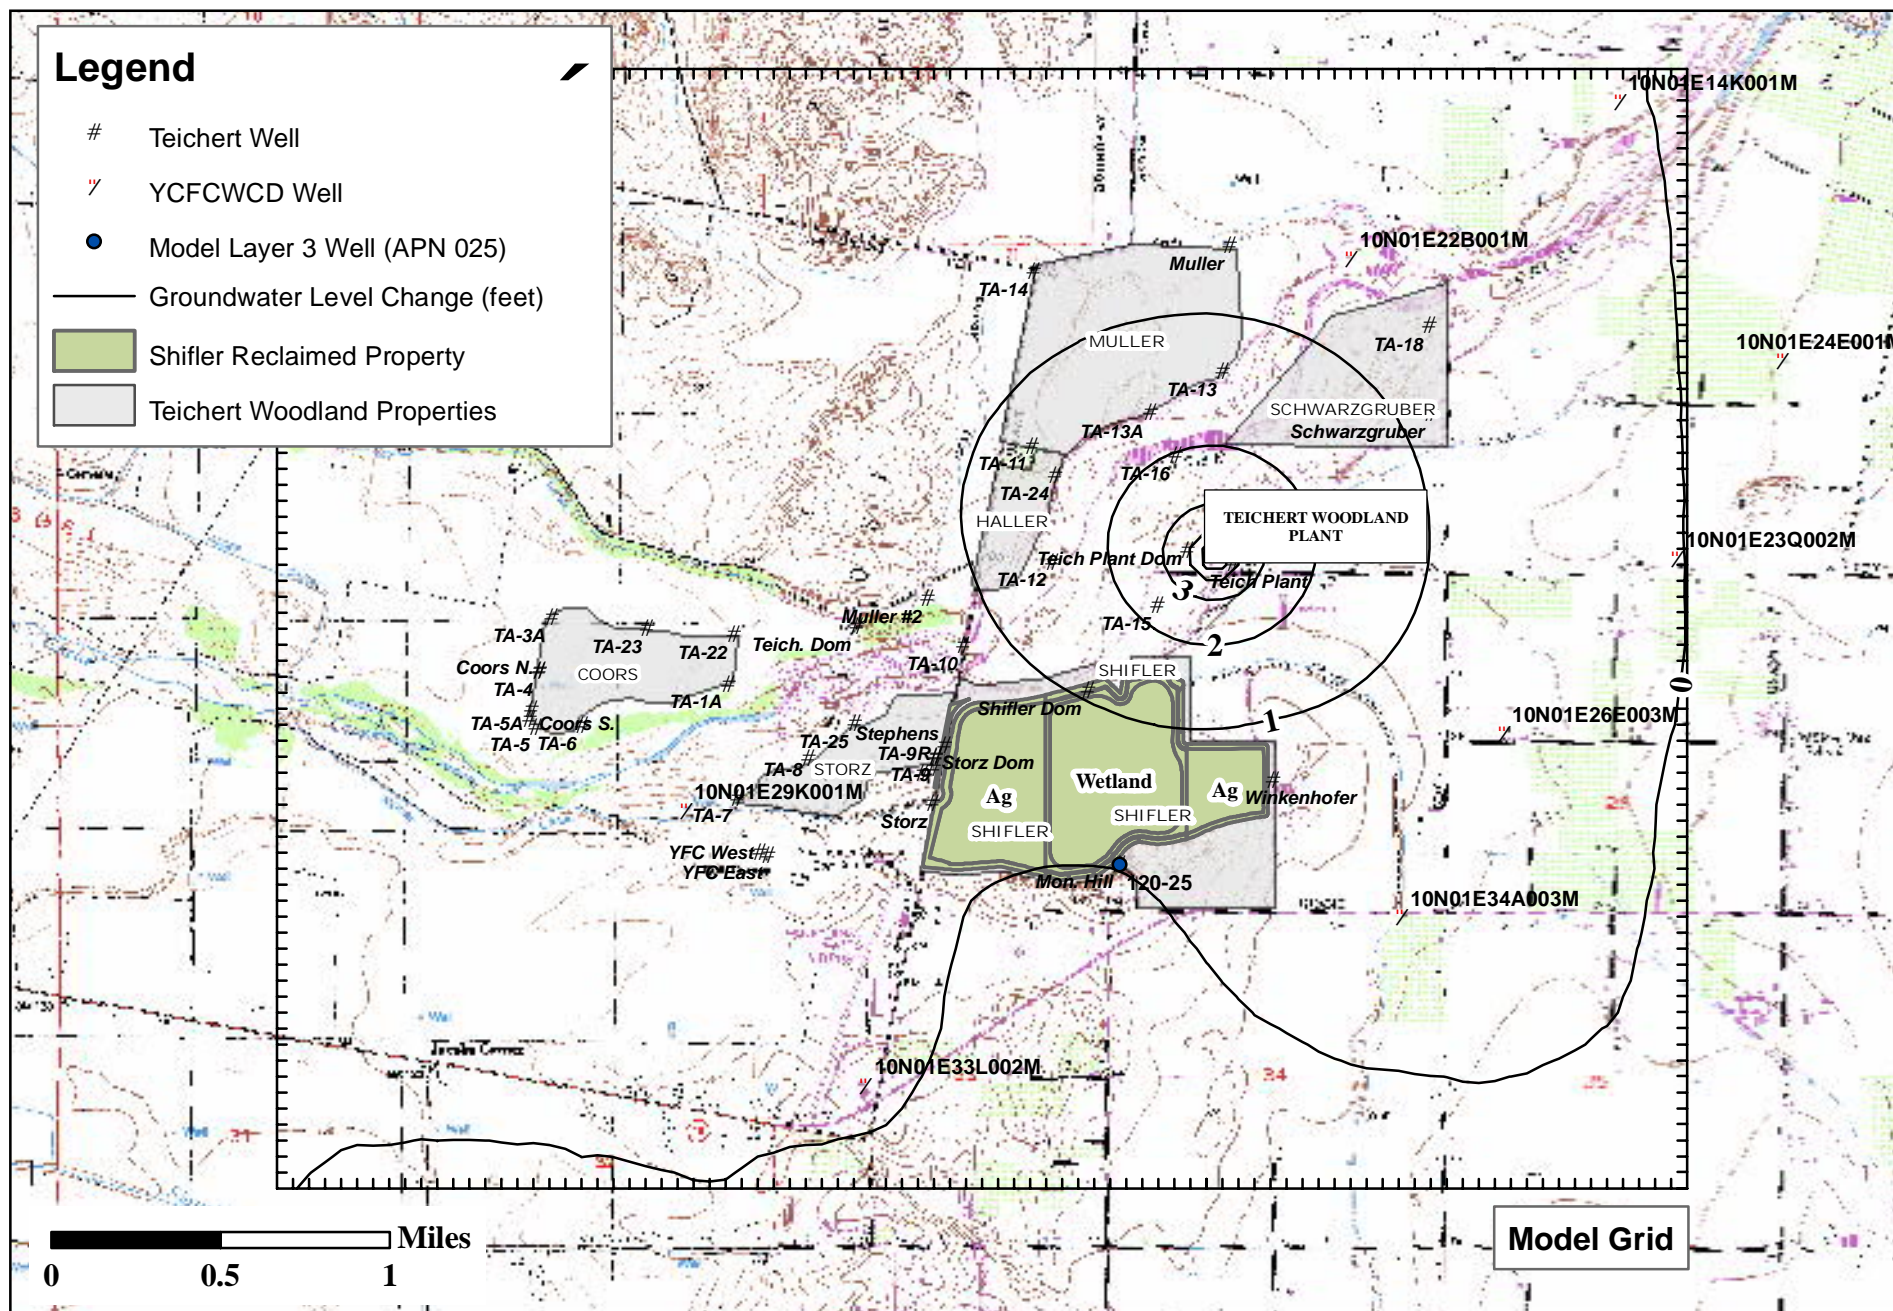 Legend
Teichert Well
YCFCWCD Well
Model Layer 3 Well (APN 025)
Groundwater Level Change (feet)
Shifler Reclaimed Property
Teichert Woodland Properties
10N01E14K001M
10N01E22B001M
Muller
TA-14
MULLER
TA-18
10N01E24E001M
TA-13
SCHWARZGRUBER
Schwarzgruber
TA-13A
TA-11
TA-16
TA-24
HALLER
TEICHERT WOODLAND
PLANT
10N01E23Q002M
Teich Plant Dom
TA-12
Teich Plant
3
Muller #2
TA-15
TA-3A
TA-23
TA-22
Teich. Dom
2
TA-10
Coors N.
COORS
SHIFLER
TA-4
TA-1A
0
Shifler Dom
1
TA-5A
Coors S.
TA-25
Stephens
10N01E26E003M
TA-5
TA-6
TA-9R
Storz Dom
TA-8
STORZ
TA-9
Wetland
10N01E29K001M
Ag
Ag
Winkenhofer
TA-7
Storz
SHIFLER
SHIFLER
YFC West
YFC East
Mon. Hill
120-25
10N01E34A003M
34
10N01E33L002M
Well
Well
Well
Miles
0
0.5
1
Model Grid